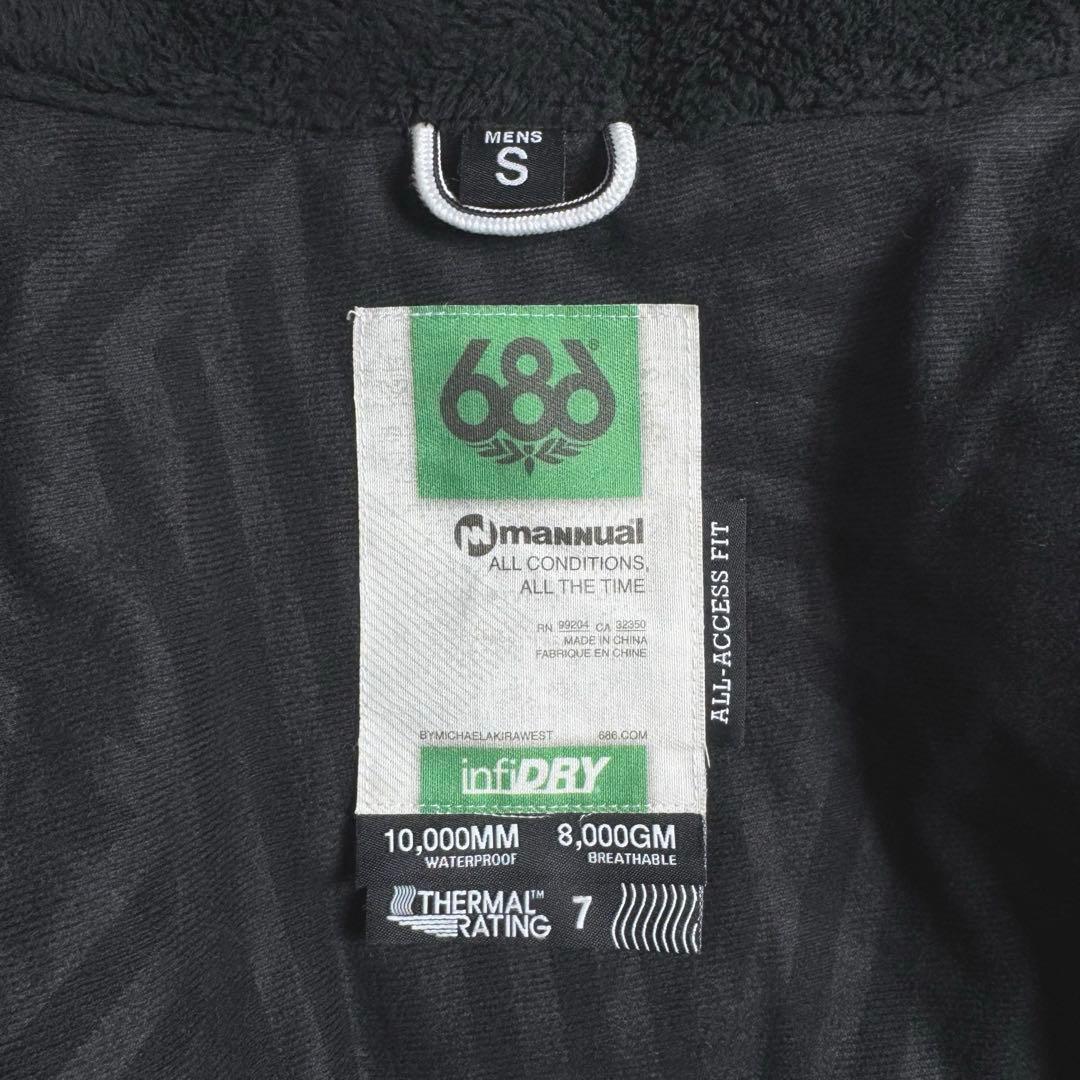 MENS
S
686®
mannual
ALL CONDITIONS,
ALL THE TIME
RN 99204 CA 32350
MADE IN CHINA
FABRIQUE EN CHINE
BYMICHAELAKIRAWEST 686.COM
infiDRY
10,000MM 8,000GM
WATERPROOF BREATHABLE
THERMAL™
RATING 7
ALL-ACCESS FIT